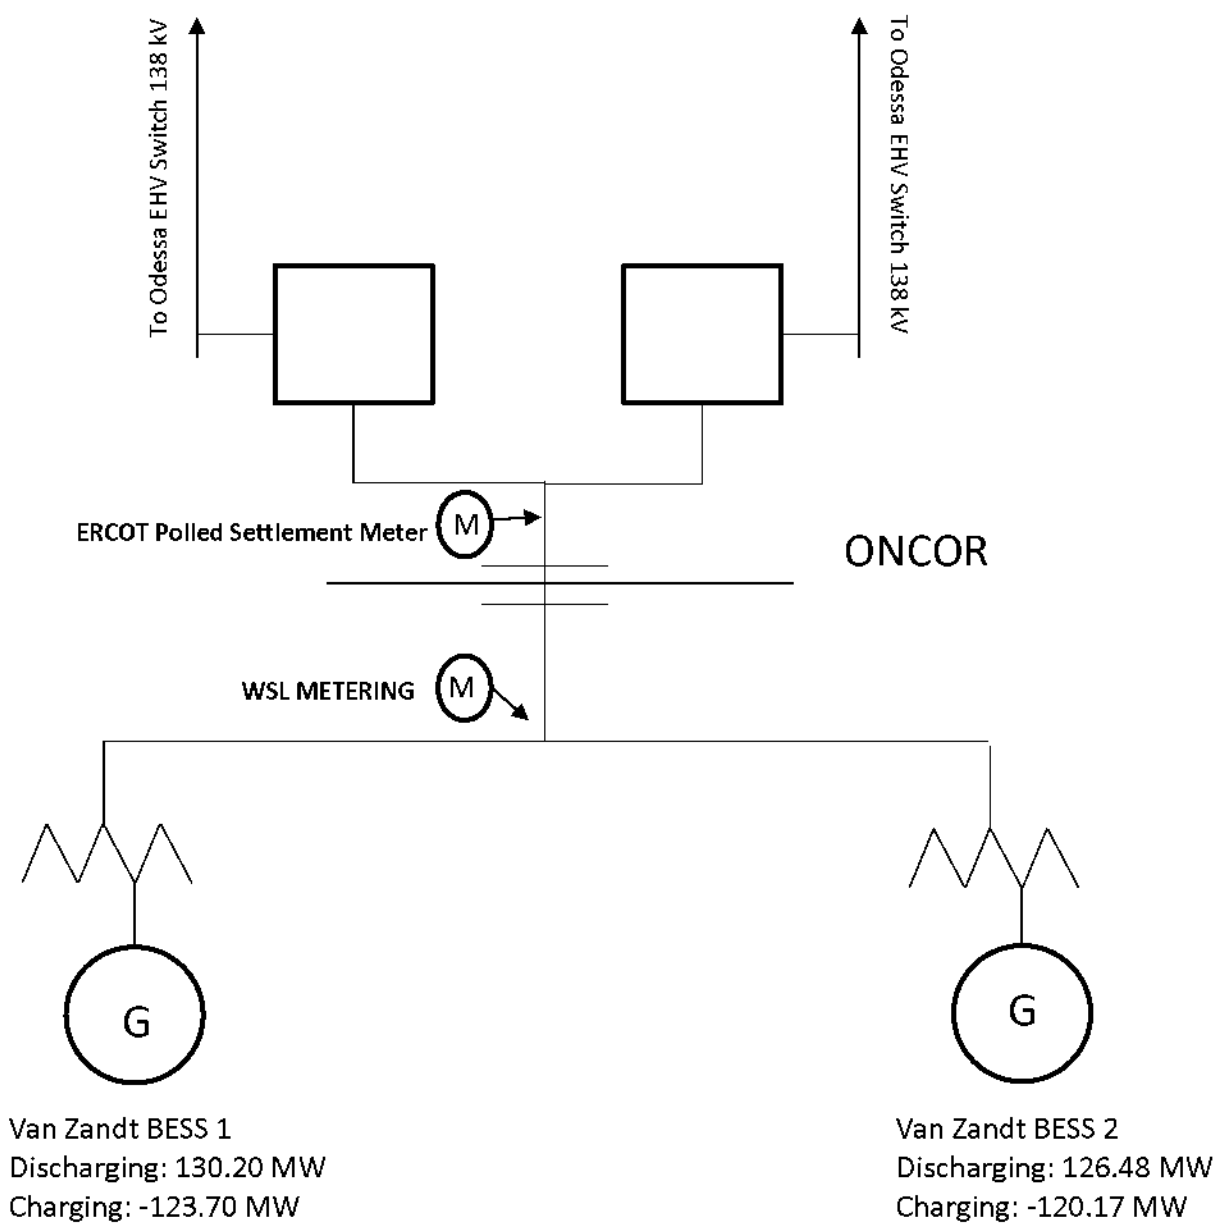 To Odessa EHV Switch 138 kV
To Odessa EHV Switch 138 kV
ERCOT Polled Settlement Meter
M
ONCOR
WSL METERING
M
G
G
Van Zandt BESS 1
Discharging: 130.20 MW
Charging: -123.70 MW
Van Zandt BESS 2
Discharging: 126.48 MW
Charging: -120.17 MW